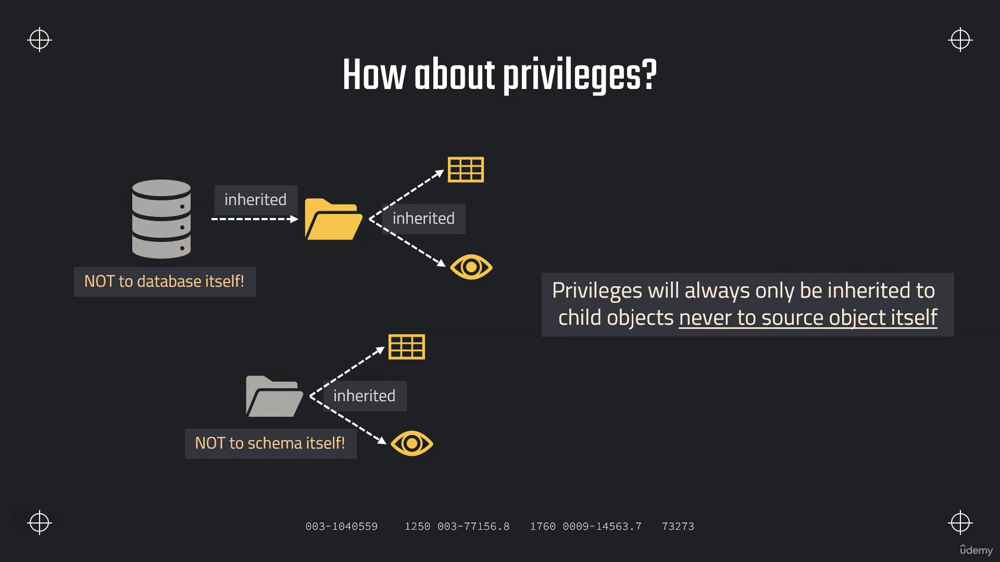 How about privileges?
inherited
inherited
NOT to database itself!
Privileges will always only be inherited to
child objects never to source object itself
inherited
NOT to schema itself!
003-1040559 1250 003-77156.8 1760 0009-14563.7 73273
ûdemy